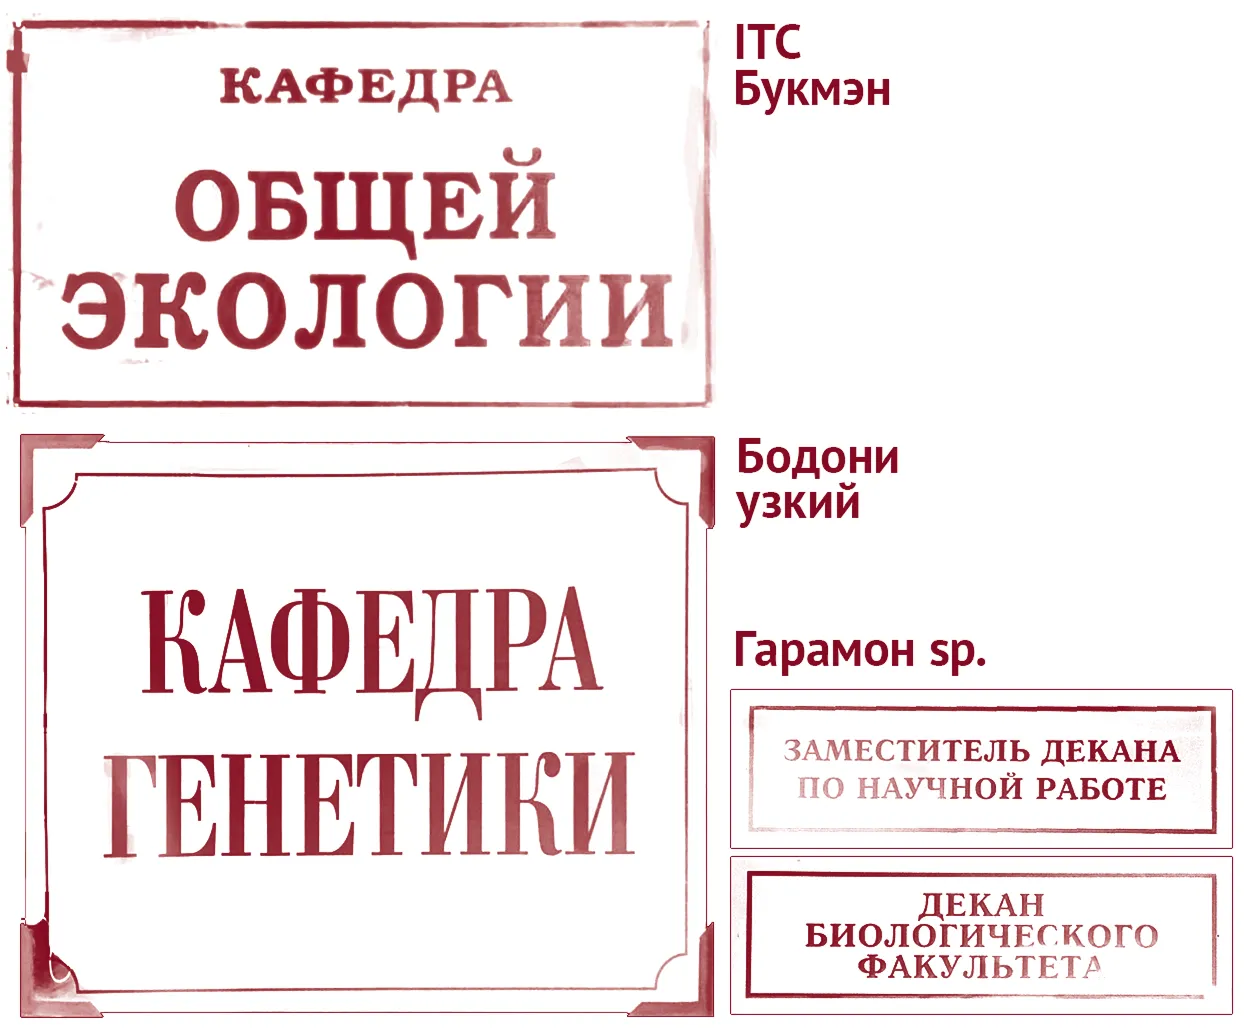 КАФЕДРА
ОБЩЕЙ
ЭКОЛОГИИ
ITC
Букмэн
КАФЕДРА
ГЕНЕТИКИ
Бодони
узкий
Гарамон sp.
ЗАМЕСТИТЕЛЬ ДЕКАНА
ПО НАУЧНОЙ РАБОТЕ
ДЕКАН
БИОЛОГИЧЕСКОГО
ФАКУЛЬТЕТА